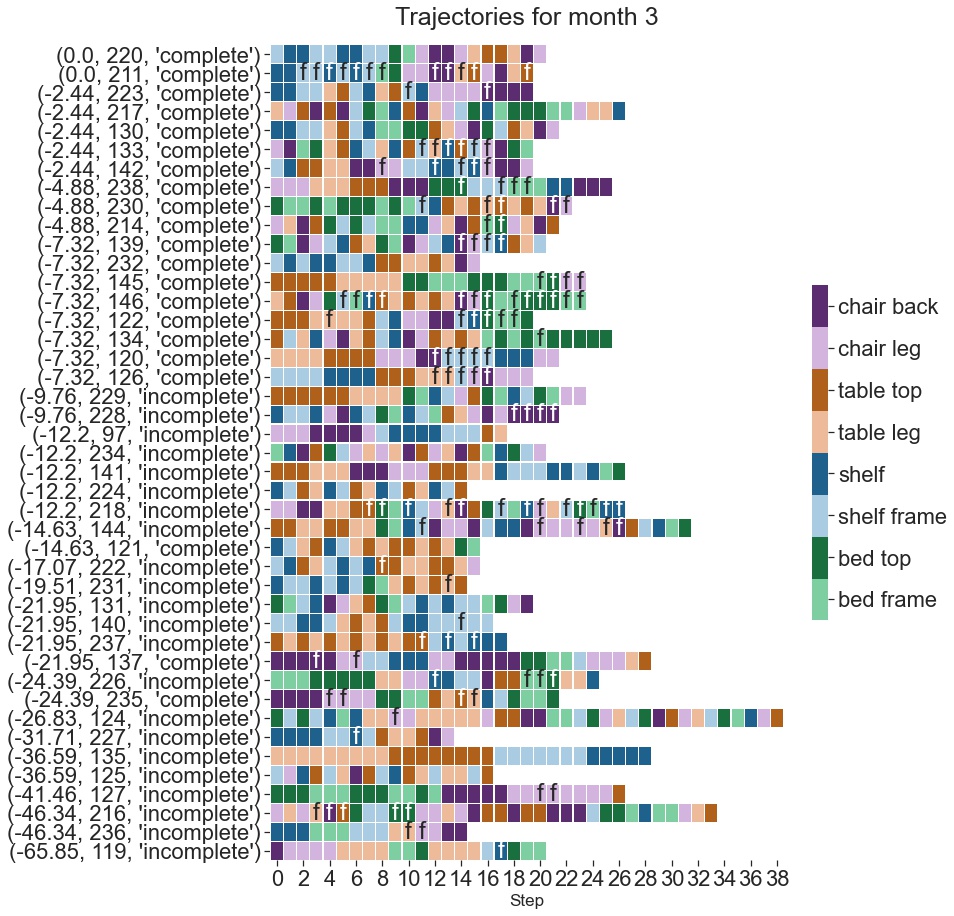 Trajectories for month 3
(0.0, 220, 'complete')
(0.0, 211, 'complete') f f f f f f f f f f f f
(-2.44, 223, 'complete') f f
(-2.44, 217, 'complete')
(-2.44, 130, 'complete')
(-2.44, 133, 'complete') f f f f f f
(-2.44, 142, 'complete') f f f f f
(-4.88, 238, 'complete') f f f f
(-4.88, 230, 'complete') f f f f f
(-4.88, 214, 'complete') f f
(-7.32, 139, 'complete') f f f f
(-7.32, 232, 'complete')
(-7.32, 145, 'complete') f f f f
(-7.32, 146, 'complete') f f f f f f f f f f f f f
(-7.32, 122, 'complete') f f f f f f
(-7.32, 134, 'complete') f
(-7.32, 120, 'complete') f f f f f
(-7.32, 126, 'complete') f f f f f
(-9.76, 229, 'incomplete')
(-9.76, 228, 'incomplete') f f f f
(-12.2, 97, 'incomplete')
(-12.2, 234, 'incomplete')
(-12.2, 141, 'incomplete')
(-12.2, 224, 'incomplete')
(-12.2, 218, 'incomplete') f f f f f f f f f f f f f
(-14.63, 144, 'incomplete') f f f f f
(-14.63, 121, 'complete')
(-17.07, 222, 'incomplete') f
(-19.51, 231, 'incomplete') f
(-21.95, 131, 'incomplete')
(-21.95, 140, 'incomplete') f
(-21.95, 237, 'incomplete') f f f
(-21.95, 137, 'complete') f f
(-24.39, 226, 'incomplete') f f f f
(-24.39, 235, 'complete') f f f f
(-26.83, 124, 'incomplete') f
(-31.71, 227, 'incomplete') f
(-36.59, 135, 'incomplete')
(-36.59, 125, 'incomplete')
(-41.46, 127, 'incomplete') f f
(-46.34, 216, 'incomplete') f f f f f
(-46.34, 236, 'incomplete') f f
(-65.85, 119, 'incomplete') f
0 2 4 6 8 10 12 14 16 18 20 22 24 26 28 30 32 34 36 38
Step
chair back
chair leg
table top
table leg
shelf
shelf frame
bed top
bed frame